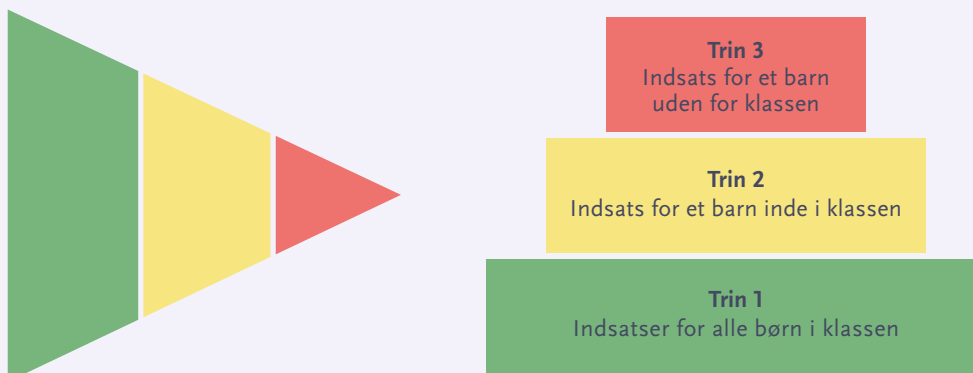 Trin 3
Indsats for et barn
uden for klassen
Trin 2
Indsats for et barn inde i klassen
Trin 1
Indsatser for alle børn i klassen